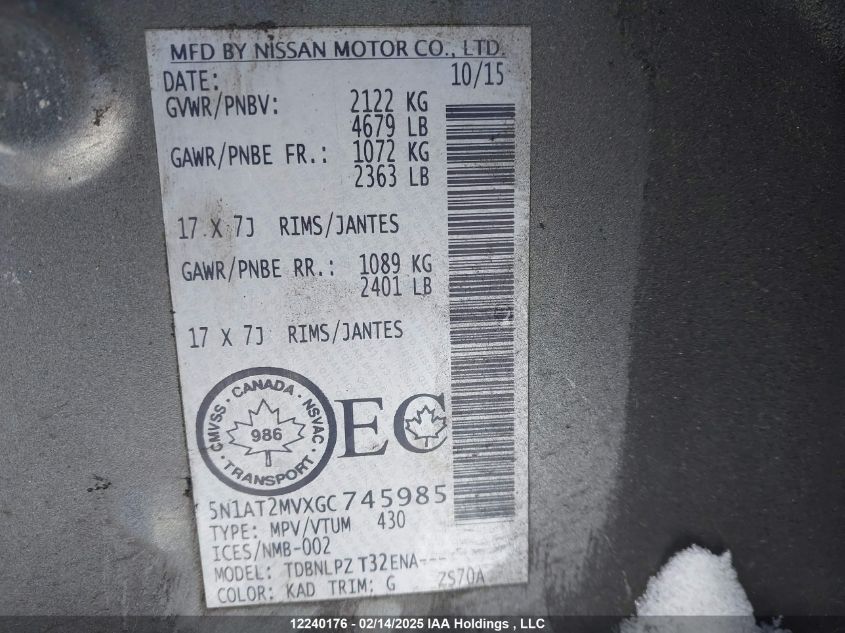 MFD BY NISSAN MOTOR CO., LTD.
DATE: 10/15
GVWR/PNBV: 2122 KG
4679 LB
GAWR/PNBE FR.: 1072 KG
2363 LB
17 X 7J RIMS/JANTES
GAWR/PNBE RR.: 1089 KG
2401 LB
17 X 7J RIMS/JANTES
CANADA
CMVSS · NSVAC
986
TRANSPORT
EC
5N1AT2MVXGC745985
TYPE: MPV/VTUM 430
ICES/NMB-002
MODEL: TDBNLPZ T32ENA---
COLOR: KAD TRIM: G ZS70A
12240176 - 02/14/2025 IAA Holdings , LLC